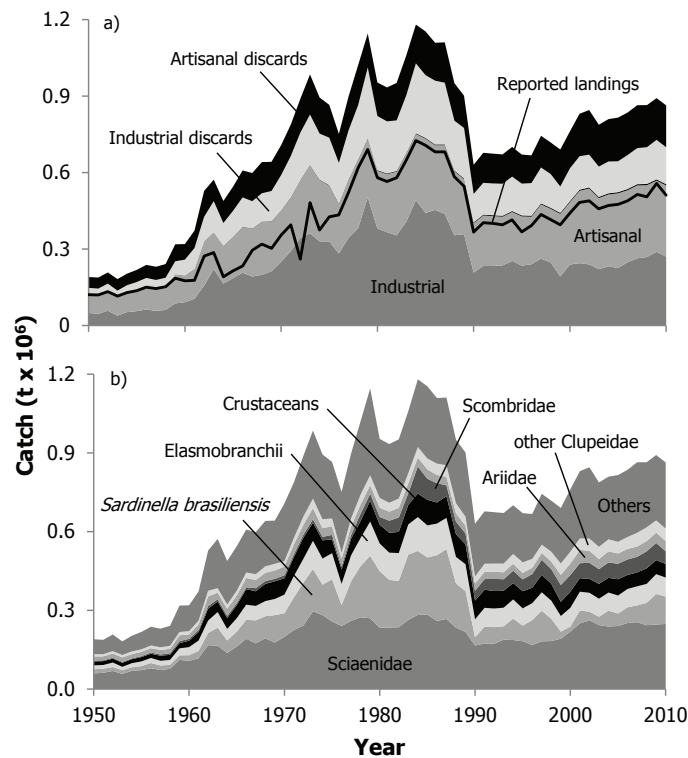 a)
1.2
0.9
0.6
0.3
0
Artisanal discards
Industrial discards
Reported landings
Artisanal
Industrial
Catch (t x 10⁶)
b)
1.2
0.9
0.6
0.3
0.0
Crustaceans
Scombridae
Elasmobranchii
other Clupeidae
Ariidae
Sardinella brasiliensis
Others
Sciaenidae
1950 1960 1970 1980 1990 2000 2010
Year